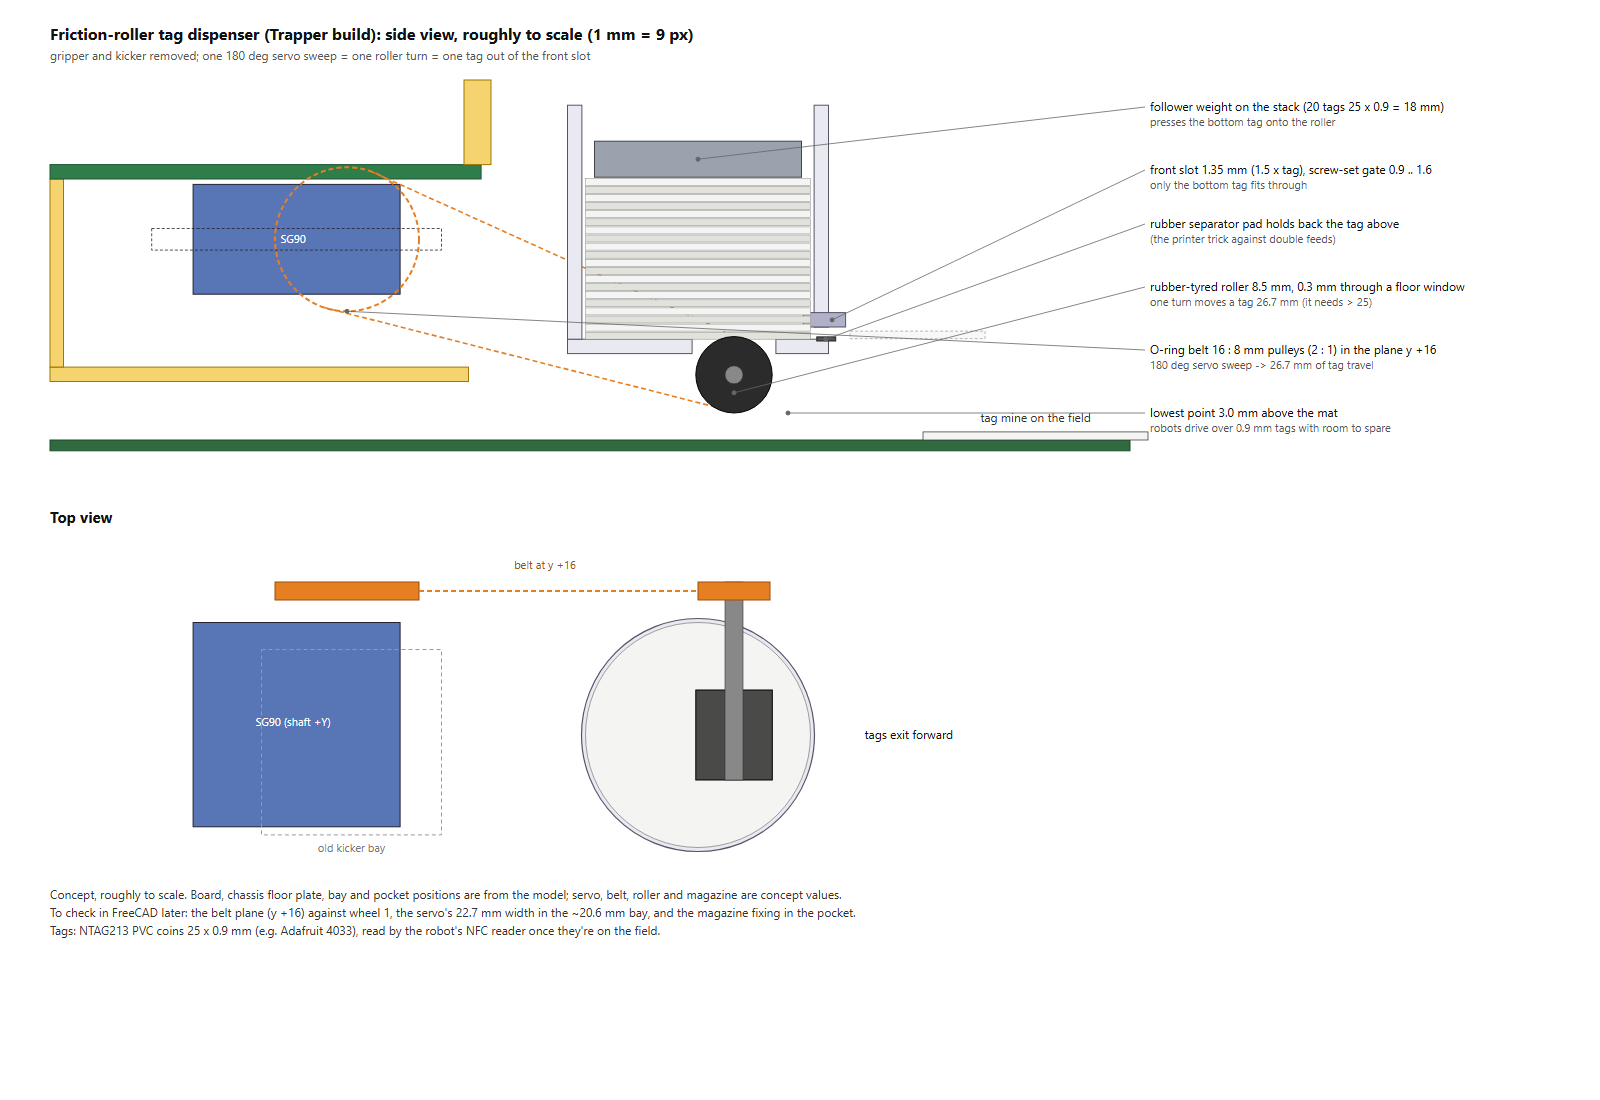 Friction-roller tag dispenser (Trapper build): side view, roughly to scale (1 mm = 9 px)
gripper and kicker removed; one 180 deg servo sweep = one roller turn = one tag out of the front slot
follower weight on the stack (20 tags 25 x 0.9 = 18 mm)
presses the bottom tag onto the roller
front slot 1.35 mm (1.5 x tag), screw-set gate 0.9 .. 1.6
only the bottom tag fits through
rubber separator pad holds back the tag above
(the printer trick against double feeds)
SG90
rubber-tyred roller 8.5 mm, 0.3 mm through a floor window
one turn moves a tag 26.7 mm (it needs > 25)
O-ring belt 16 : 8 mm pulleys (2 : 1) in the plane y +16
180 deg servo sweep -> 26.7 mm of tag travel
lowest point 3.0 mm above the mat
robots drive over 0.9 mm tags with room to spare
tag mine on the field
Top view
belt at y +16
SG90 (shaft +Y)
tags exit forward
old kicker bay
Concept, roughly to scale. Board, chassis floor plate, bay and pocket positions are from the model; servo, belt, roller and magazine are concept values.
To check in FreeCAD later: the belt plane (y +16) against wheel 1, the servo's 22.7 mm width in the ~20.6 mm bay, and the magazine fixing in the pocket.
Tags: NTAG213 PVC coins 25 x 0.9 mm (e.g. Adafruit 4033), read by the robot's NFC reader once they're on the field.